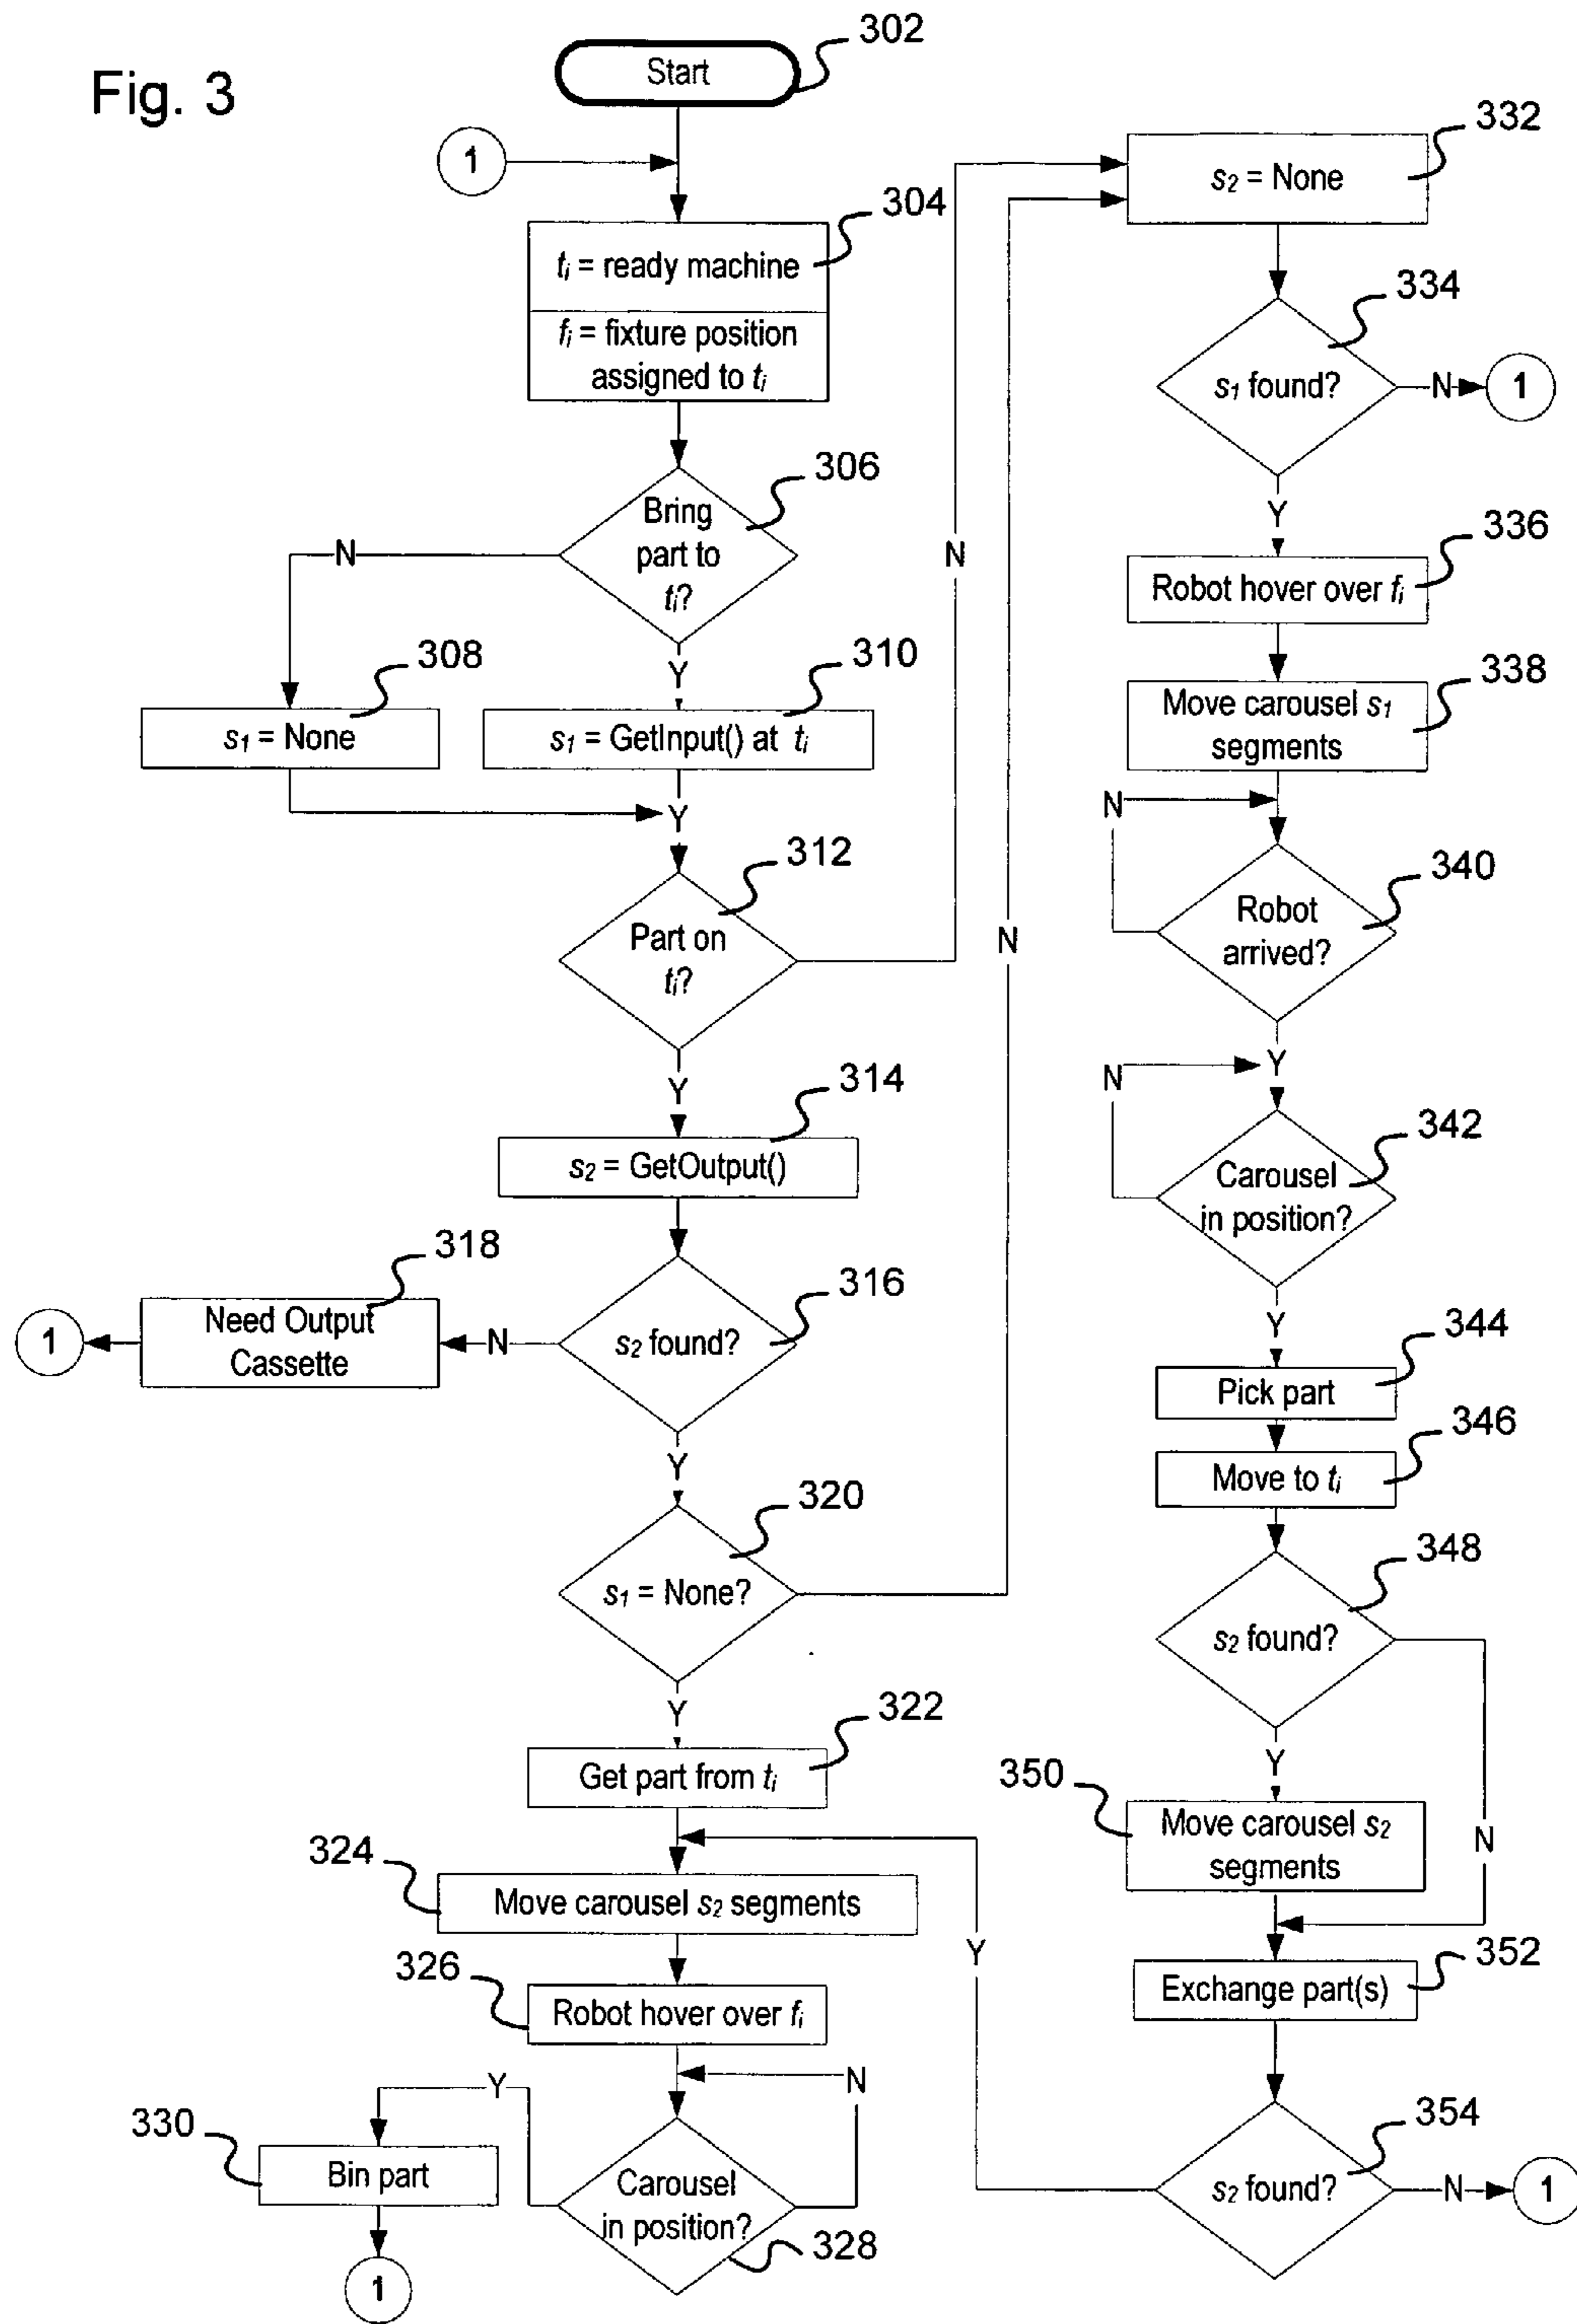 Fig. 3
Start
302
1
304
tᵢ = ready machine
fᵢ = fixture position
assigned to tᵢ
306
Bring
part to
tᵢ?
N
Y
308
s₁ = None
310
s₁ = GetInput() at tᵢ
Y
312
Part on
tᵢ?
N
Y
314
s₂ = GetOutput()
316
s₂ found?
N
318
Need Output
Cassette
1
Y
320
s₁ = None?
N
Y
322
Get part from tᵢ
324
Move carousel s₂ segments
326
Robot hover over fᵢ
N
Y
328
Carousel
in position?
330
Bin part
1
332
s₂ = None
334
s₁ found?
N
1
Y
336
Robot hover over fᵢ
338
Move carousel s₁
segments
N
340
Robot
arrived?
Y
N
342
Carousel
in position?
Y
344
Pick part
346
Move to tᵢ
348
s₂ found?
Y
N
350
Move carousel s₂
segments
352
Exchange part(s)
Y
354
s₂ found?
N
1